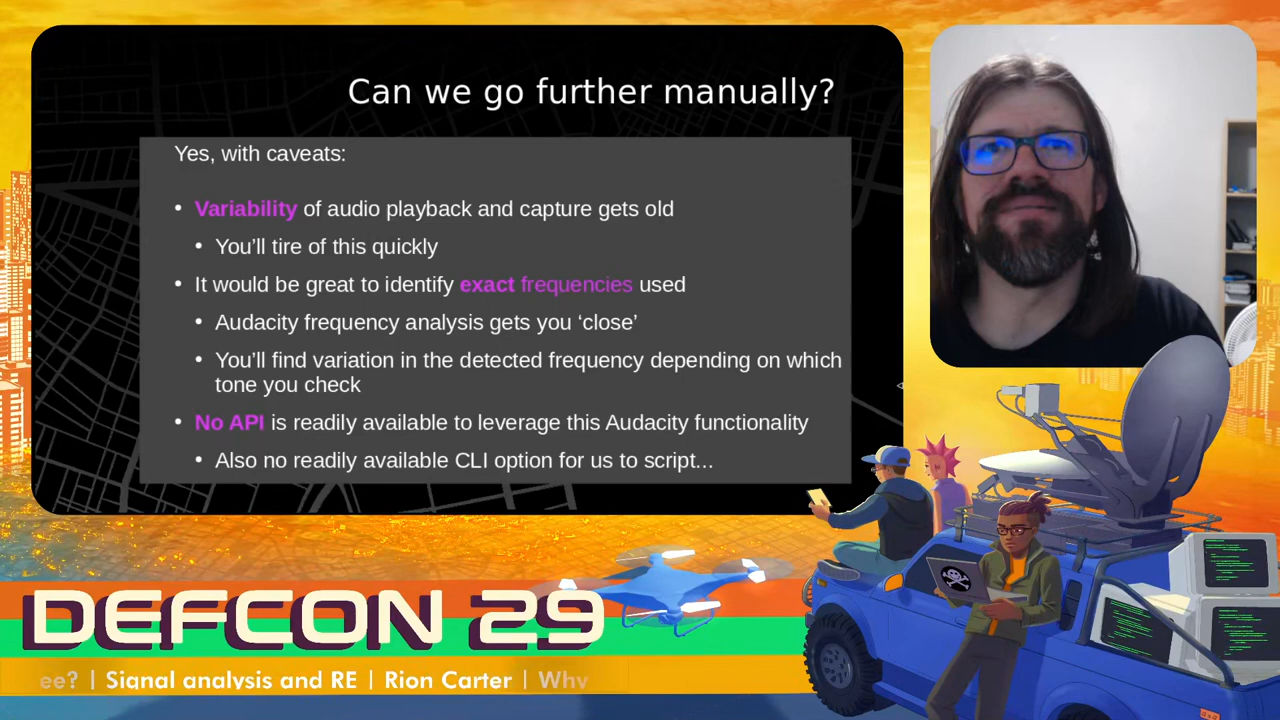 Can we go further manually?
Yes, with caveats:
• Variability of audio playback and capture gets old
• You’ll tire of this quickly
• It would be great to identify exact frequencies used
• Audacity frequency analysis gets you ‘close’
• You’ll find variation in the detected frequency depending on which
tone you check
• No API is readily available to leverage this Audacity functionality
• Also no readily available CLI option for us to script...
DEFCON 29
ee? | Signal analysis and RE | Rion Carter | Why